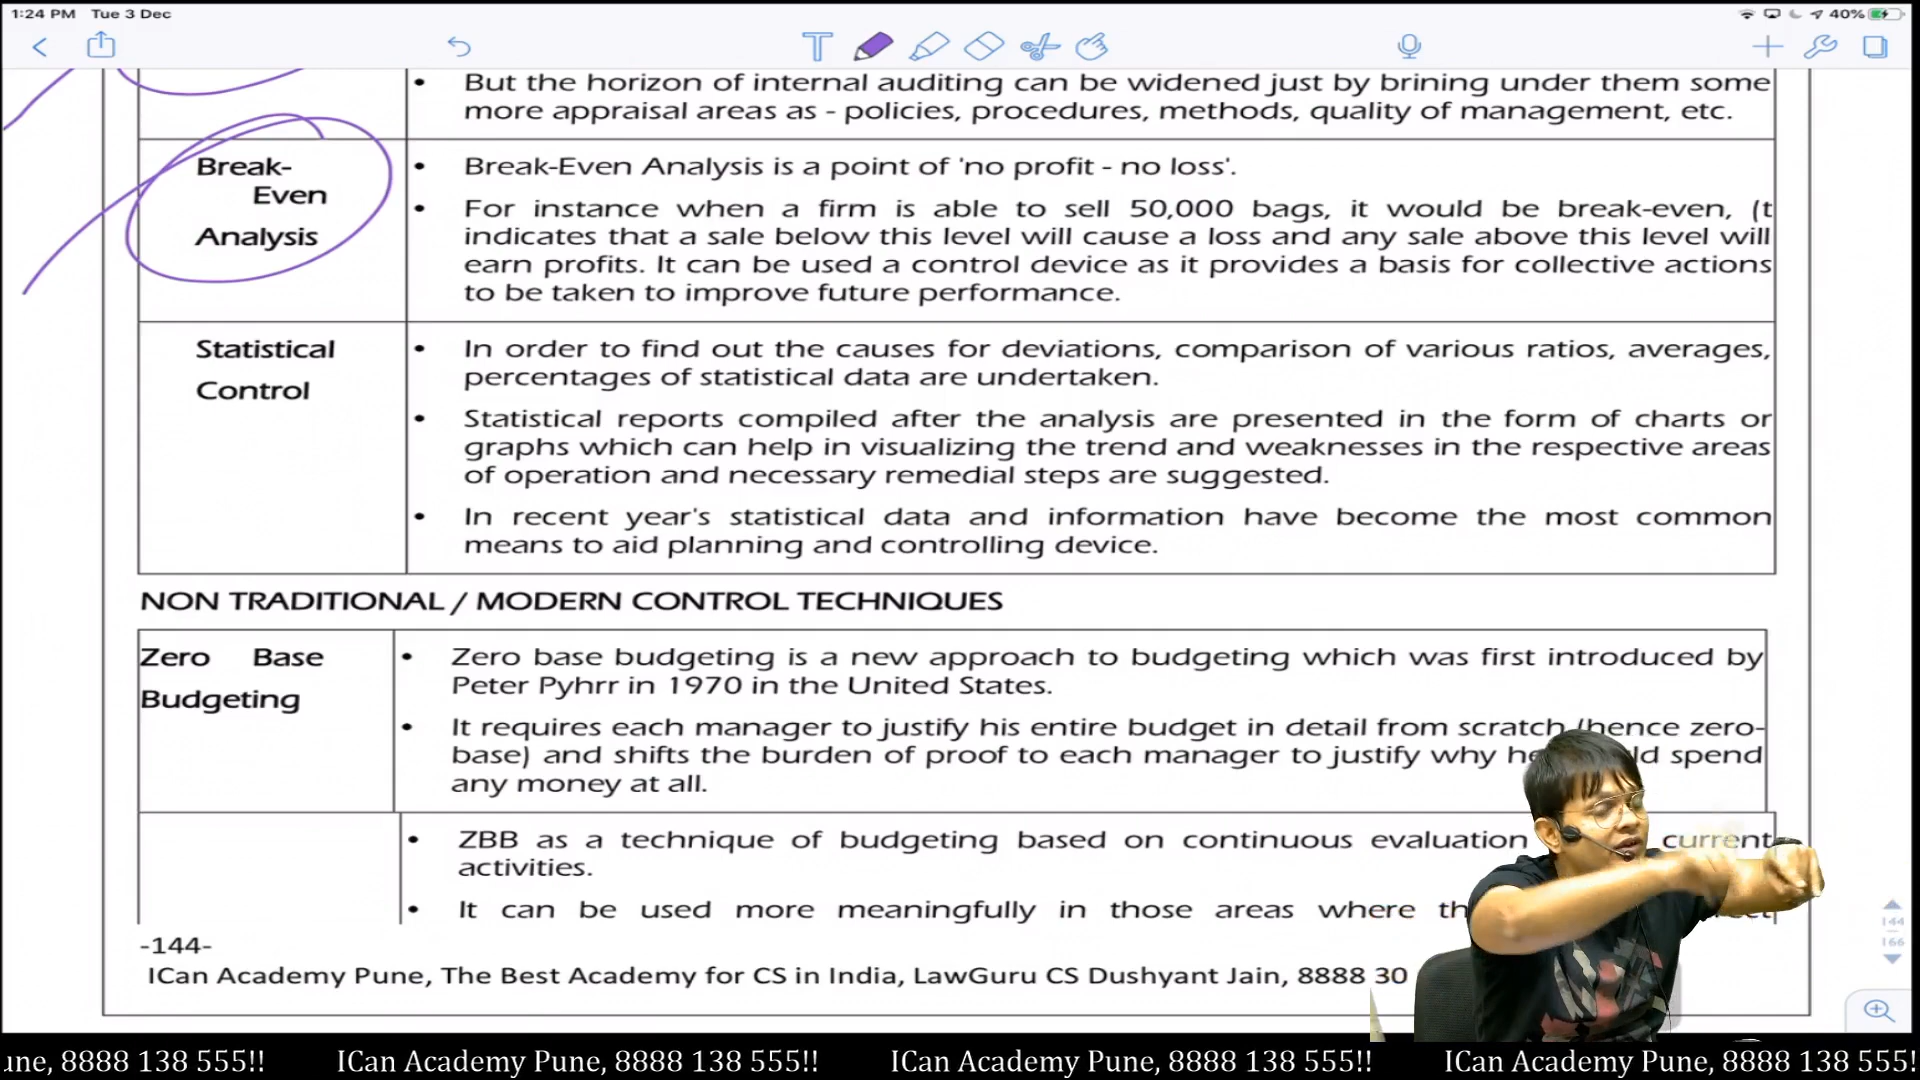 1:24 PM Tue 3 Dec
40%
T
But the horizon of internal auditing can be widened just by brining under them some
more appraisal areas as - policies, procedures, methods, quality of management, etc.
Break-
Even
Analysis
• Break-Even Analysis is a point of 'no profit - no loss'.
• For instance when a firm is able to sell 50,000 bags, it would be break-even, (t
indicates that a sale below this level will cause a loss and any sale above this level will
earn profits. It can be used a control device as it provides a basis for collective actions
to be taken to improve future performance.
Statistical
Control
• In order to find out the causes for deviations, comparison of various ratios, averages,
percentages of statistical data are undertaken.
• Statistical reports compiled after the analysis are presented in the form of charts or
graphs which can help in visualizing the trend and weaknesses in the respective areas
of operation and necessary remedial steps are suggested.
• In recent year's statistical data and information have become the most common
means to aid planning and controlling device.
NON TRADITIONAL / MODERN CONTROL TECHNIQUES
Zero Base
Budgeting
• Zero base budgeting is a new approach to budgeting which was first introduced by
Peter Pyhrr in 1970 in the United States.
• It requires each manager to justify his entire budget in detail from scratch (hence zero-
base) and shifts the burden of proof to each manager to justify why he spend
any money at all.
• ZBB as a technique of budgeting based on continuous evaluation current
activities.
• It can be used more meaningfully in those areas where
144
166
-144-
ICan Academy Pune, The Best Academy for CS in India, LawGuru CS Dushyant Jain, 8888 30
une, 8888 138 555!! ICan Academy Pune, 8888 138 555!! ICan Academy Pune, 8888 138 555!! ICan Academy Pune, 8888 138 555!